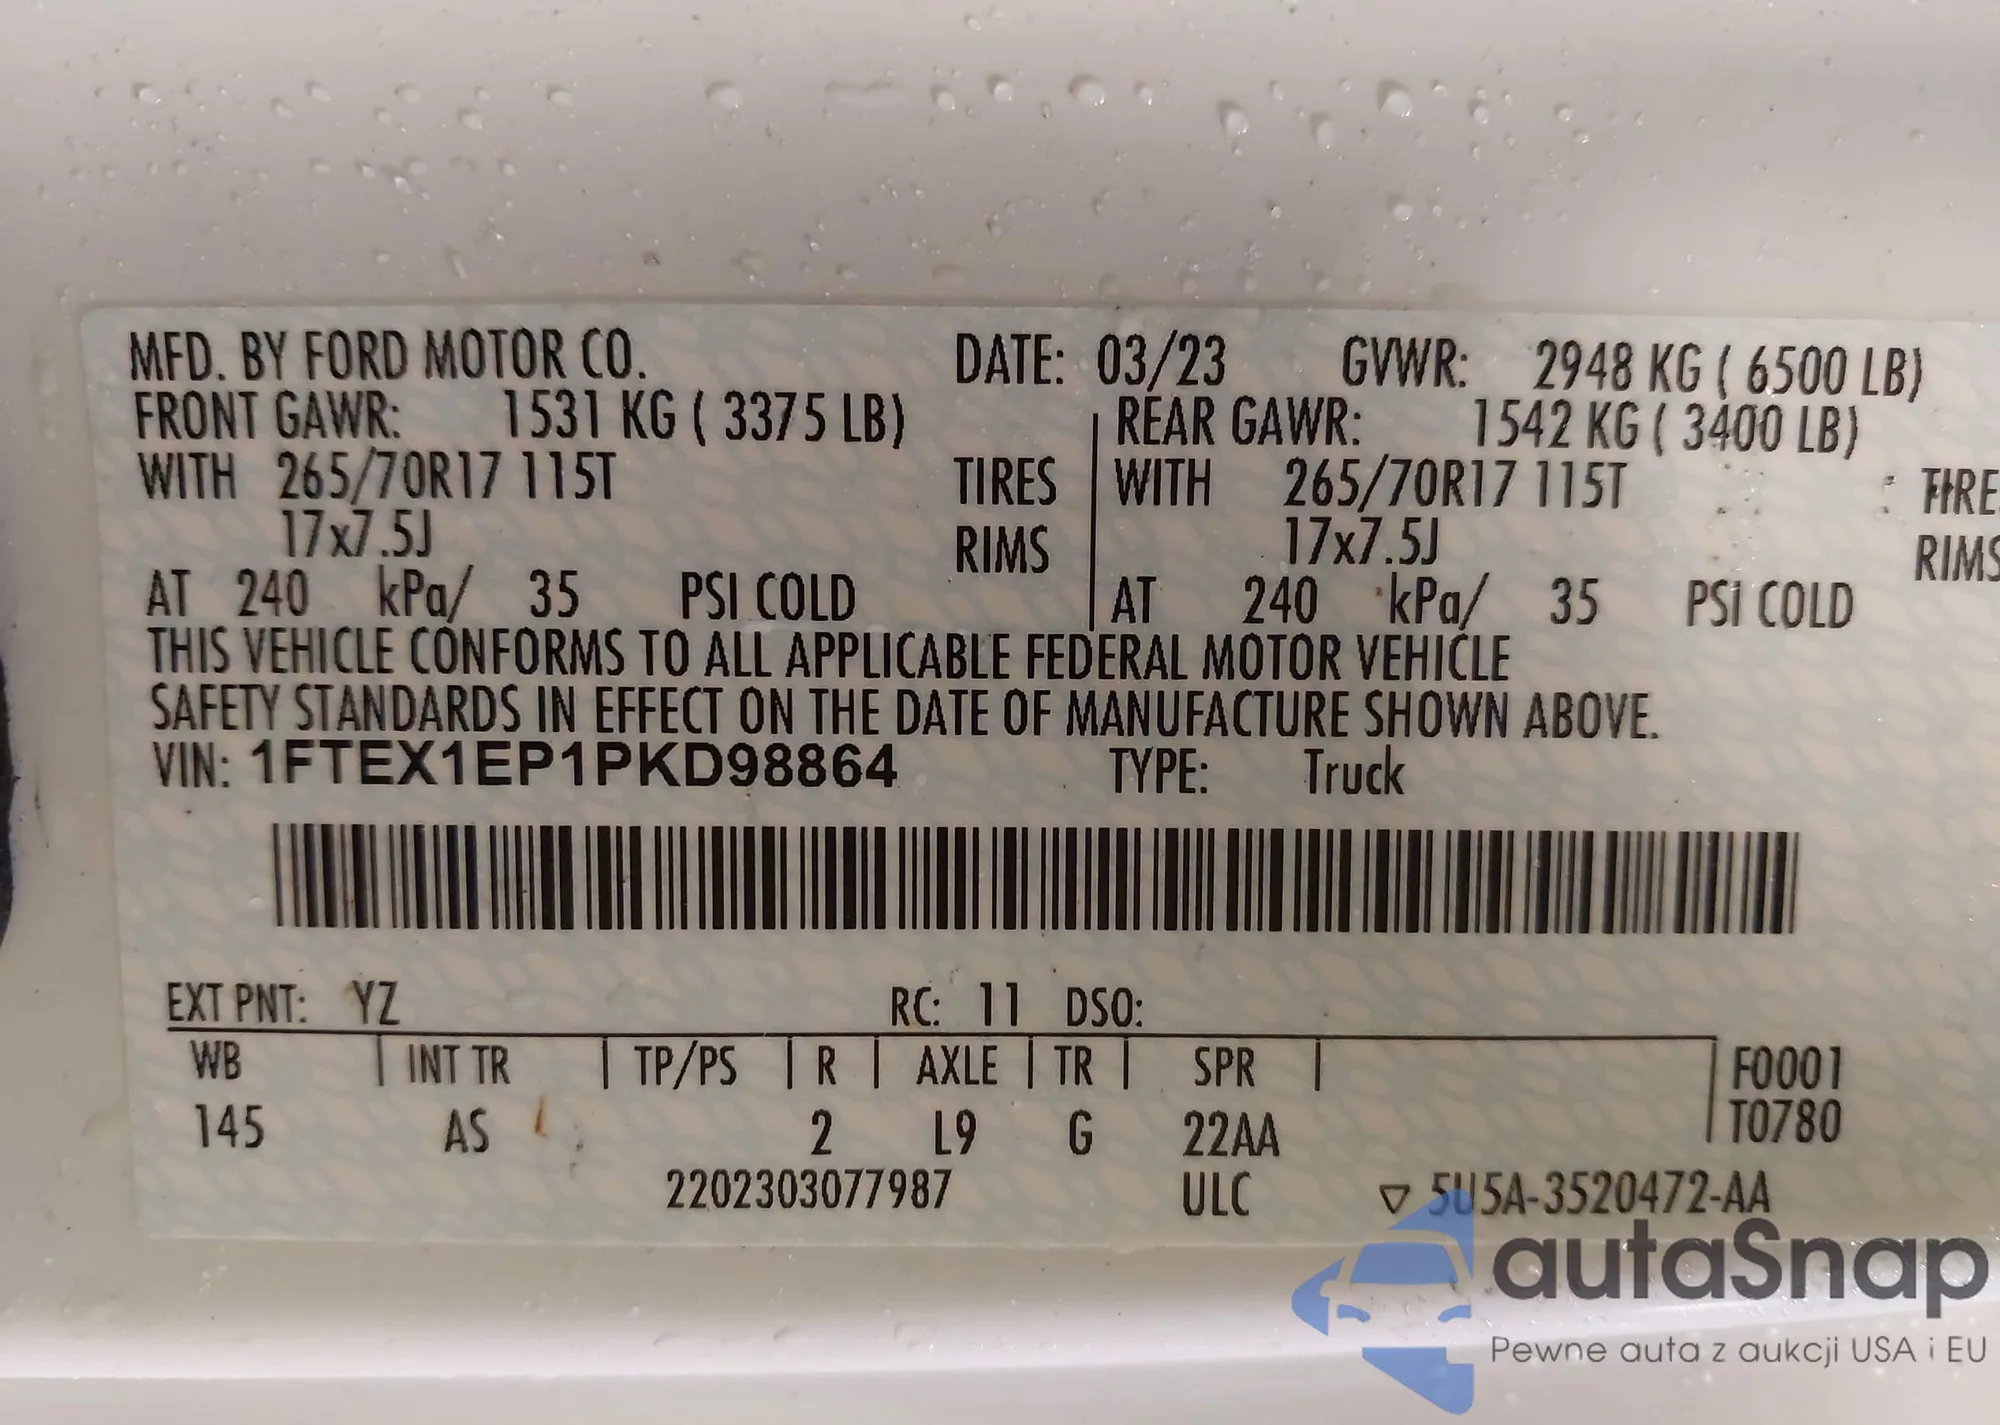 MFD. BY FORD MOTOR CO. DATE: 03/23 GVWR: 2948 KG ( 6500 LB)
FRONT GAWR: 1531 KG ( 3375 LB) REAR GAWR: 1542 KG ( 3400 LB)
WITH 265/70R17 115T TIRES WITH 265/70R17 115T TIRE
17x7.5J RIMS 17x7.5J RIMS
AT 240 kPa/ 35 PSI COLD AT 240 kPa/ 35 PSI COLD
THIS VEHICLE CONFORMS TO ALL APPLICABLE FEDERAL MOTOR VEHICLE
SAFETY STANDARDS IN EFFECT ON THE DATE OF MANUFACTURE SHOWN ABOVE.
VIN: 1FTEX1EP1PKD98864 TYPE: Truck
EXT PNT: YZ RC: 11 DSO:
WB INT TR TP/PS R AXLE TR SPR F0001
145 AS 2 L9 G 22AA T0780
2202303077987 ULC ▽ 5U5A-3520472-AA
autaSnap
Pewne auta z aukcji USA i EU